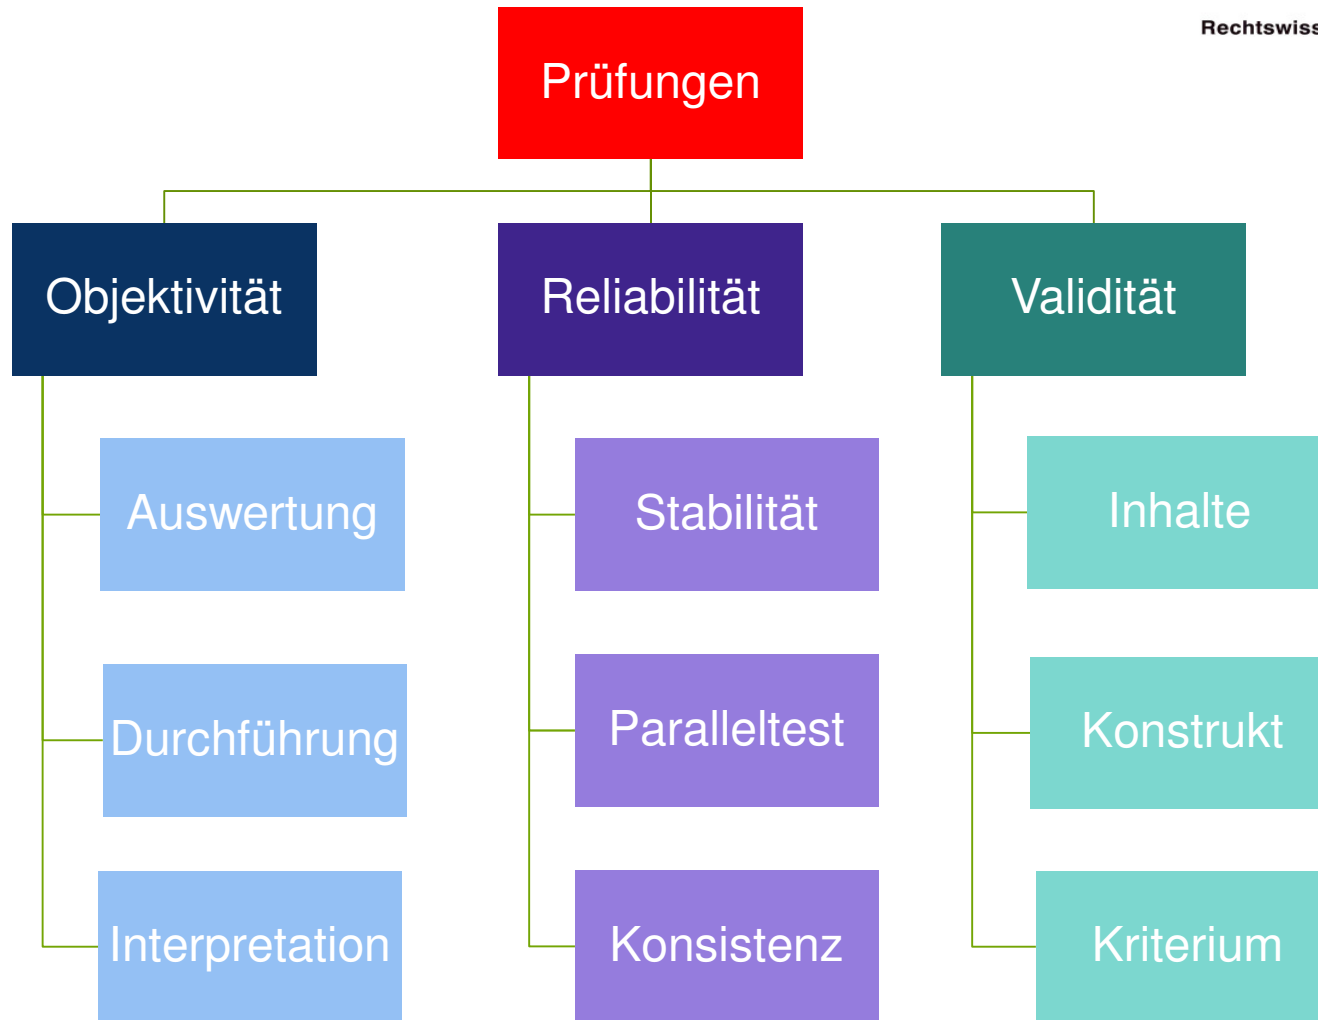 Rechtswiss
Prüfungen
Objektivität
Reliabilität
Validität
Auswertung
Stabilität
Inhalte
Durchführung
Paralleltest
Konstrukt
Interpretation
Konsistenz
Kriterium